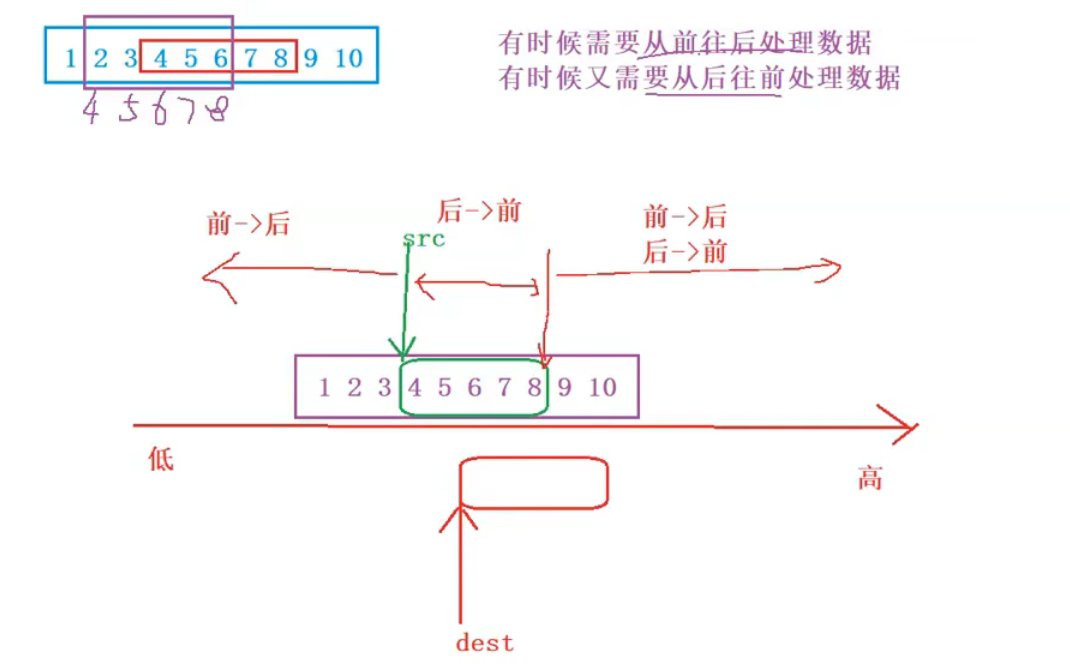 1 2 3 4 5 6 7 8 9 10
4 5 6 7 8
有时候需要从前往后处理数据
有时候又需要从后往前处理数据
前->后
后->前
前->后
后->前
src
1 2 3 4 5 6 7 8 9 10
低
高
dest